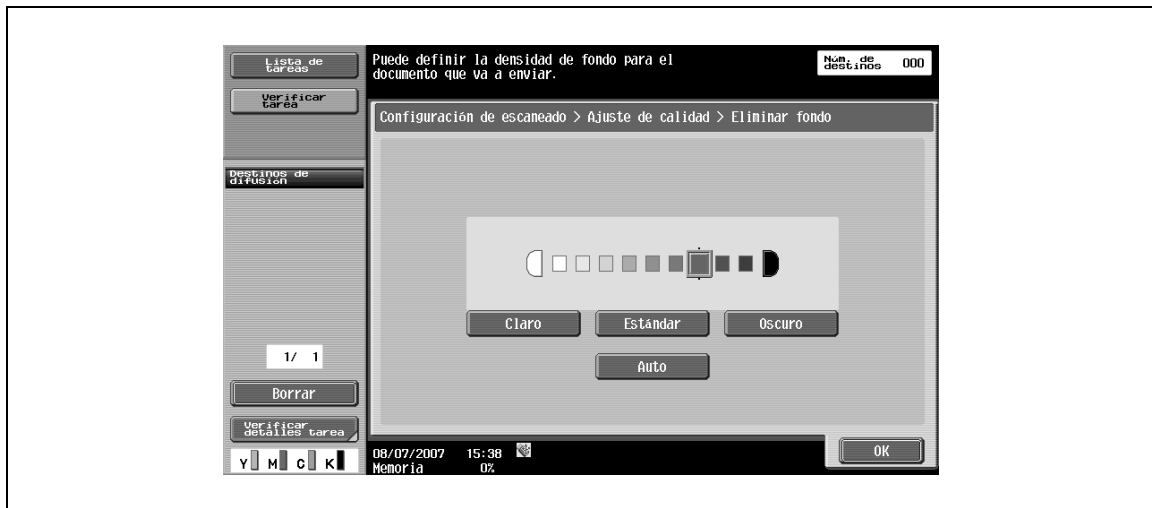 Lista de
tareas
Verificar
tarea
Puede definir la densidad de fondo para el
documento que va a enviar.
Núm. de
destinos 000
Configuración de escaneado > Ajuste de calidad > Eliminar fondo
Destinos de
difusión
Claro Estándar Oscuro
Auto
1/ 1
Borrar
Verificar
detalles tarea
Y M C K
08/07/2007 15:38
Memoria 0%
OK